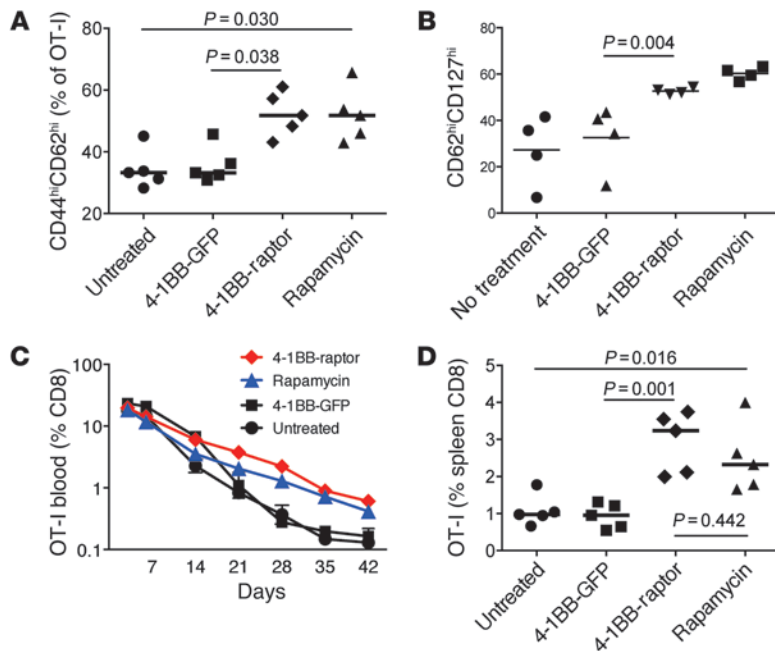 A
P = 0.030
P = 0.038
CD44hiCD62hi (% of OT-I)
80
60
40
20
Untreated
4-1BB-GFP
4-1BB-raptor
Rapamycin
B
P = 0.004
CD62hiCD127hi
80
60
40
20
0
No treatment
4-1BB-GFP
4-1BB-raptor
Rapamycin
C
OT-I blood (% CD8)
100
10
1
0.1
4-1BB-raptor
Rapamycin
4-1BB-GFP
Untreated
7 14 21 28 35 42
Days
D
P = 0.016
P = 0.001
P = 0.442
OT-I (% spleen CD8)
5
4
3
2
1
0
Untreated
4-1BB-GFP
4-1BB-raptor
Rapamycin